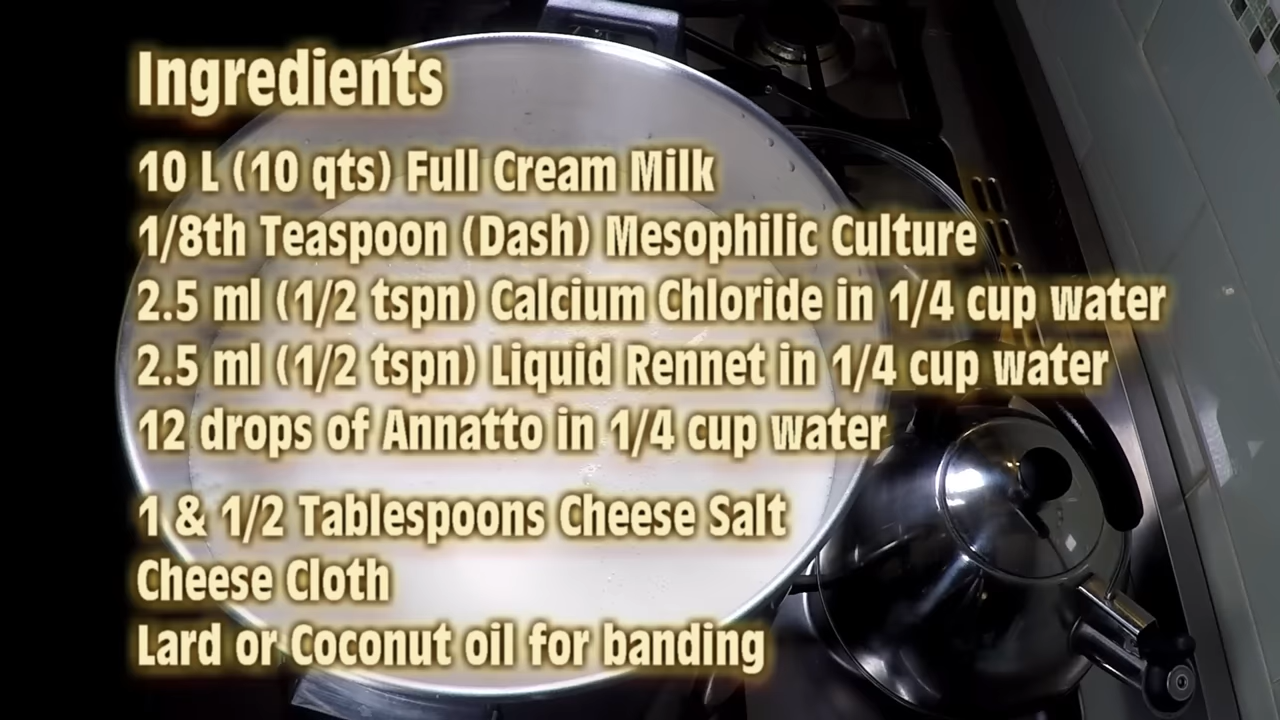 Ingredients
10 L (10 qts) Full Cream Milk
1/8th Teaspoon (Dash) Mesophilic Culture
2.5 ml (1/2 tspn) Calcium Chloride in 1/4 cup water
2.5 ml (1/2 tspn) Liquid Rennet in 1/4 cup water
12 drops of Annatto in 1/4 cup water
1 & 1/2 Tablespoons Cheese Salt
Cheese Cloth
Lard or Coconut oil for banding